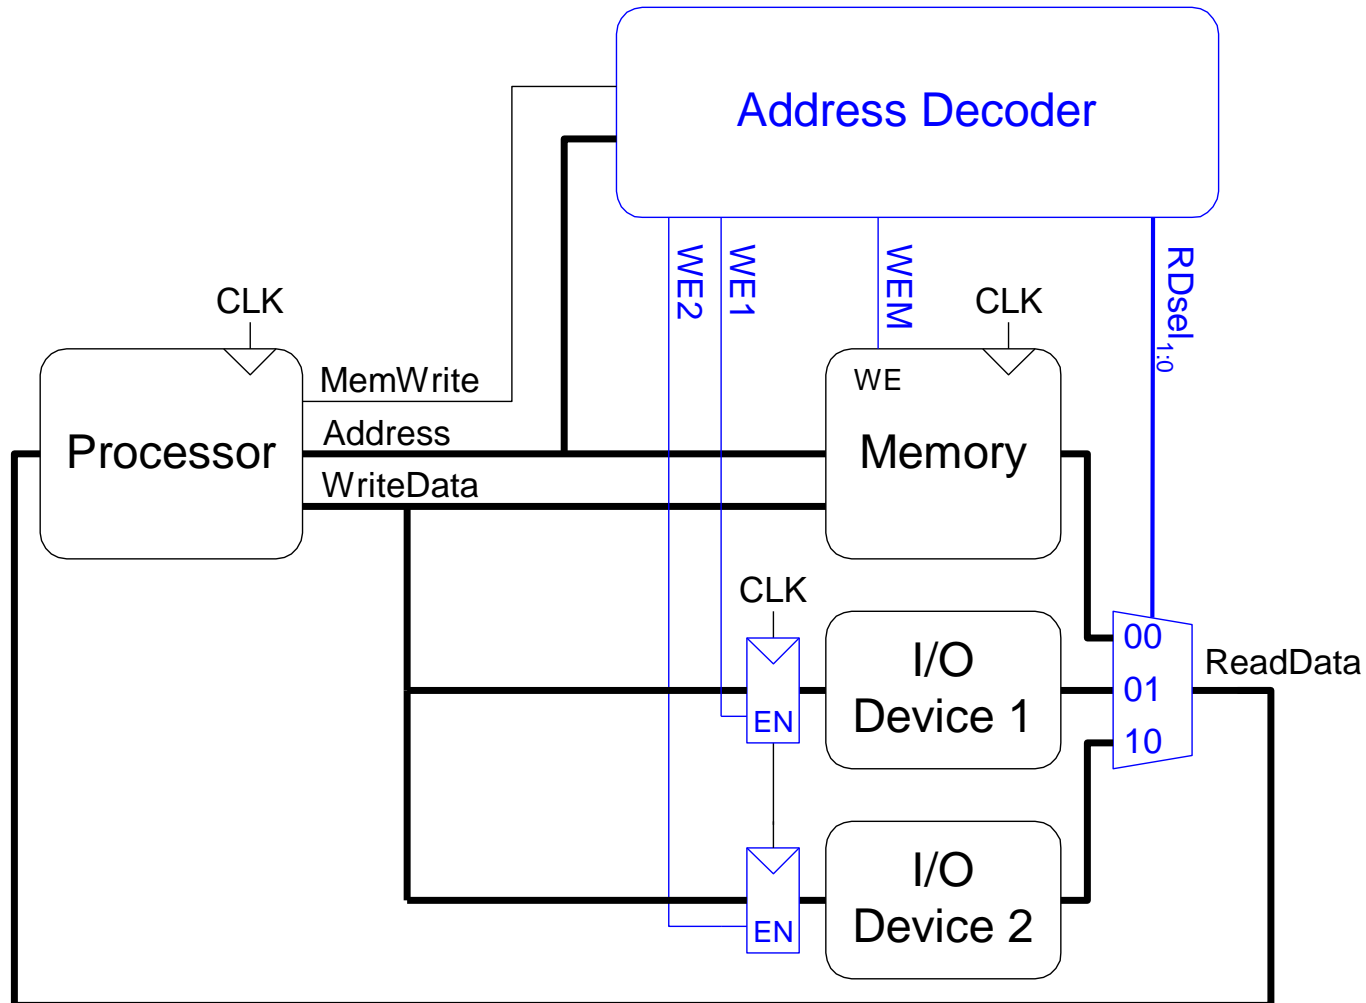 Address Decoder
WE2
WE1
WEM
RDsel1:0
CLK
CLK
MemWrite
WE
Processor
Address
Memory
WriteData
CLK
I/O
Device 1
EN
00
01
10
ReadData
I/O
Device 2
EN